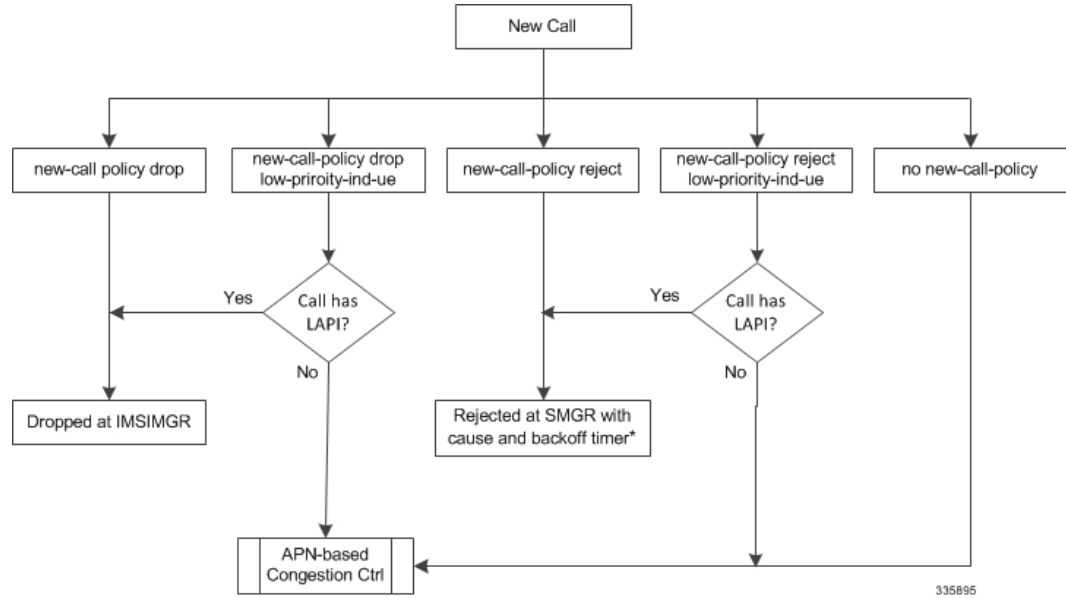 New Call
new-call policy drop
new-call-policy drop
low-priroity-ind-ue
new-call-policy reject
new-call-policy reject
low-priority-ind-ue
no new-call-policy
Yes
Call has
LAPI?
No
Yes
Call has
LAPI?
No
Dropped at IMSIMGR
Rejected at SMGR with
cause and backoff timer*
APN-based
Congestion Ctrl
335895